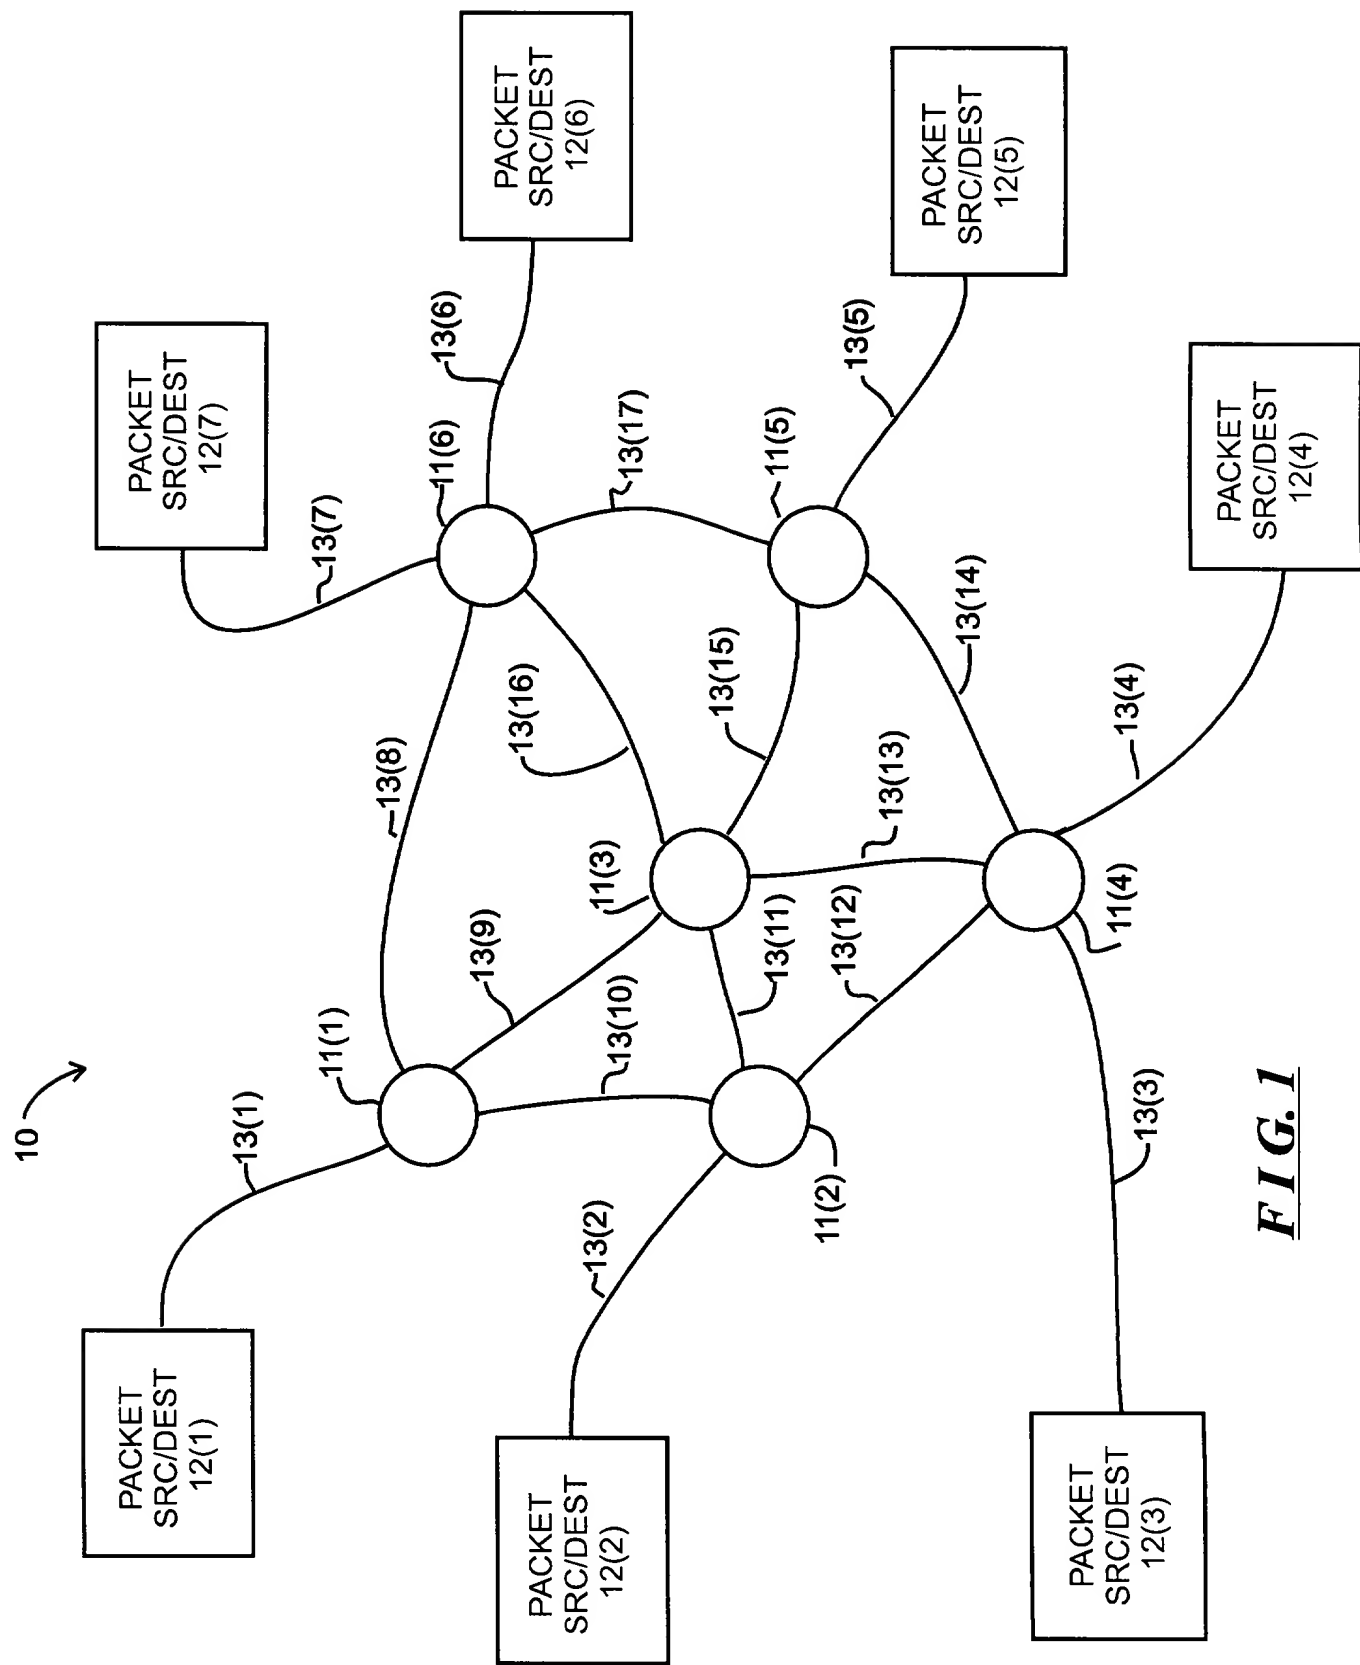 10
PACKET
SRC/DEST
12(1)
13(1)
11(1)
13(8)
13(7)
PACKET
SRC/DEST
12(7)
PACKET
SRC/DEST
12(2)
13(2)
13(10)
13(9)
13(16)
11(3)
11(6)
13(6)
PACKET
SRC/DEST
12(6)
11(2)
13(11)
13(12)
13(13)
13(15)
13(17)
11(5)
13(5)
PACKET
SRC/DEST
12(5)
PACKET
SRC/DEST
12(3)
13(3)
11(4)
13(4)
13(14)
PACKET
SRC/DEST
12(4)
FIG. 1